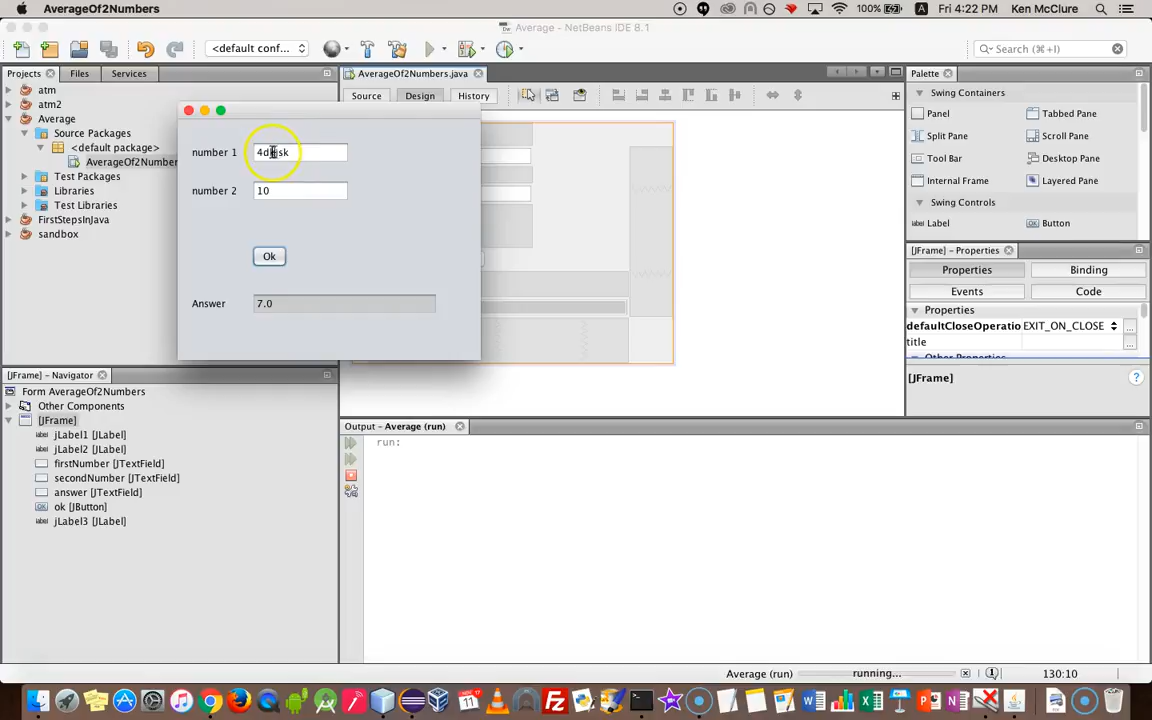 AverageOf2Numbers
100%
Fri 4:22 PM
Ken McClure
Average - NetBeans IDE 8.1
<default conf...
Search (⌘+I)
Projects
Files
Services
AverageOf2Numbers.java
Palette
atm
atm2
Average
Source Packages
<default package>
AverageOf2Number
Test Packages
Libraries
Test Libraries
FirstStepsInJava
sandbox
Source
Design
History
number 1
number 2
10
Ok
Answer
7.0
Swing Containers
Panel
Tabbed Pane
Split Pane
Scroll Pane
Tool Bar
Desktop Pane
Internal Frame
Layered Pane
Swing Controls
Label
Button
[JFrame] - Properties
Properties
Binding
Events
Code
Properties
defaultCloseOperatio EXIT_ON_CLOSE
title
Other Properties
[JFrame]
[JFrame] - Navigator
Form AverageOf2Numbers
Other Components
[JFrame]
jLabel1 [JLabel]
jLabel2 [JLabel]
firstNumber [JTextField]
secondNumber [JTextField]
answer [JTextField]
ok [JButton]
jLabel3 [JLabel]
Output - Average (run)
run:
Average (run)
running...
130:10